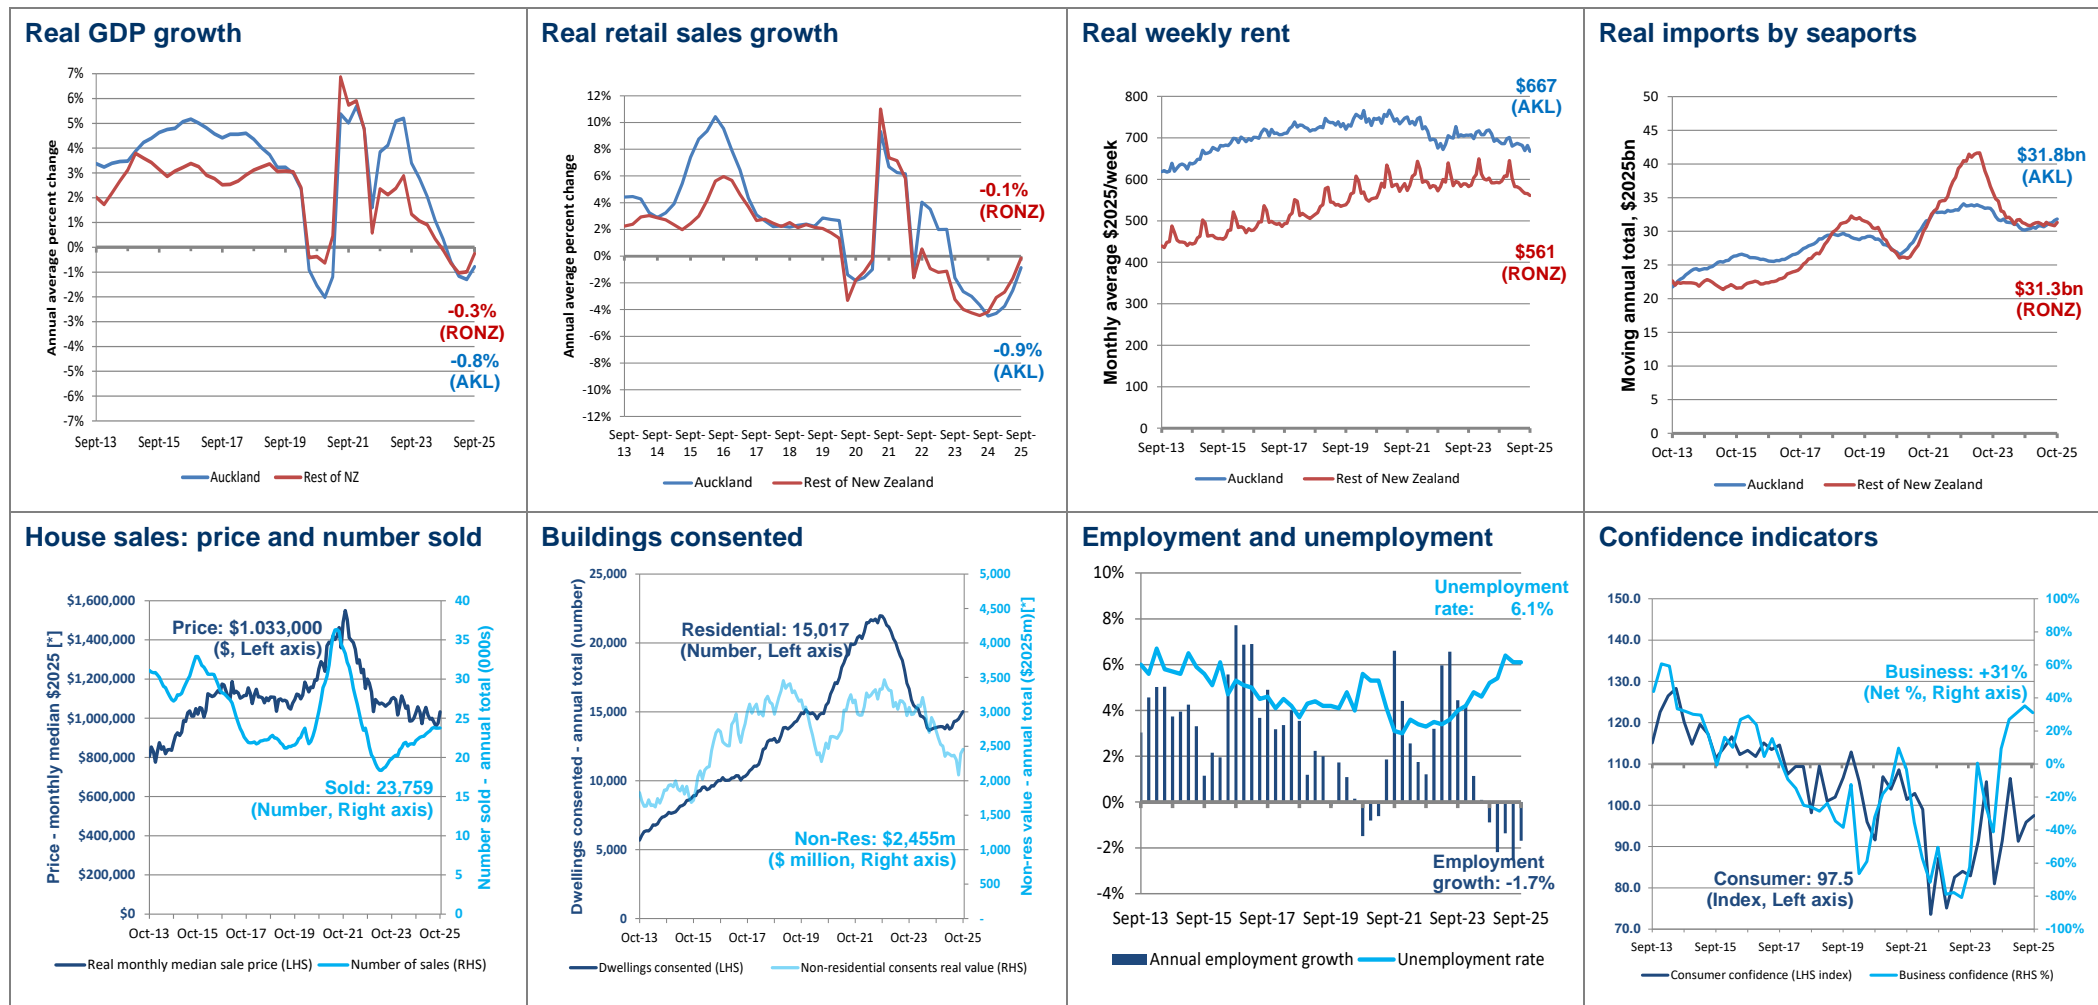 Real GDP growth
Annual average percent change
7%
6%
5%
4%
3%
2%
1%
0%
-1%
-2%
-3%
-4%
-5%
-6%
-7%
-0.3%
(RONZ)
-0.8%
(AKL)
Sept-13 Sept-15 Sept-17 Sept-19 Sept-21 Sept-23 Sept-25
Auckland Rest of NZ
Real retail sales growth
Annual average percent change
12%
10%
8%
6%
4%
2%
0%
-2%
-4%
-6%
-8%
-10%
-12%
-0.1%
(RONZ)
-0.9%
(AKL)
Sept- Sept- Sept- Sept- Sept- Sept- Sept- Sept- Sept- Sept- Sept- Sept- Sept-
13 14 15 16 17 18 19 20 21 22 23 24 25
Auckland Rest of New Zealand
Real weekly rent
Monthly average $2025/week
800
700
600
500
400
300
200
100
0
$667
(AKL)
$561
(RONZ)
Sept-13 Sept-15 Sept-17 Sept-19 Sept-21 Sept-23 Sept-25
Auckland Rest of New Zealand
Real imports by seaports
Moving annual total, $2025bn
50
45
40
35
30
25
20
15
10
5
0
$31.8bn
(AKL)
$31.3bn
(RONZ)
Oct-13 Oct-15 Oct-17 Oct-19 Oct-21 Oct-23 Oct-25
Auckland Rest of New Zealand
House sales: price and number sold
Price - monthly median $2025 [*]
$1,600,000
$1,400,000
$1,200,000
$1,000,000
$800,000
$600,000
$400,000
$200,000
$0
Price: $1.033,000
($, Left axis)
Sold: 23,759
(Number, Right axis)
40
35
30
25
20
15
10
5
0
Number sold - annual total (000s)
Oct-13 Oct-15 Oct-17 Oct-19 Oct-21 Oct-23 Oct-25
Real monthly median sale price (LHS) Number of sales (RHS)
Buildings consented
Dwellings consented - annual total (number)
25,000
20,000
15,000
10,000
5,000
0
Residential: 15,017
(Number, Left axis)
Non-Res: $2,455m
($ million, Right axis)
5,000
4,500
4,000
3,500
3,000
2,500
2,000
1,500
1,000
500
-
Non-res value - annual total ($2025m)[*]
Oct-13 Oct-15 Oct-17 Oct-19 Oct-21 Oct-23 Oct-25
Dwellings consented (LHS) Non-residential consents real value (RHS)
Employment and unemployment
10%
8%
6%
4%
2%
0%
-2%
-4%
Unemployment
rate: 6.1%
Employment
growth: -1.7%
Sept-13 Sept-15 Sept-17 Sept-19 Sept-21 Sept-23 Sept-25
Annual employment growth Unemployment rate
Confidence indicators
150.0
140.0
130.0
120.0
110.0
100.0
90.0
80.0
70.0
Business: +31%
(Net %, Right axis)
Consumer: 97.5
(Index, Left axis)
100%
80%
60%
40%
20%
0%
-20%
-40%
-60%
-80%
-100%
Sept-13 Sept-15 Sept-17 Sept-19 Sept-21 Sept-23 Sept-25
Consumer confidence (LHS index) Business confidence (RHS %)